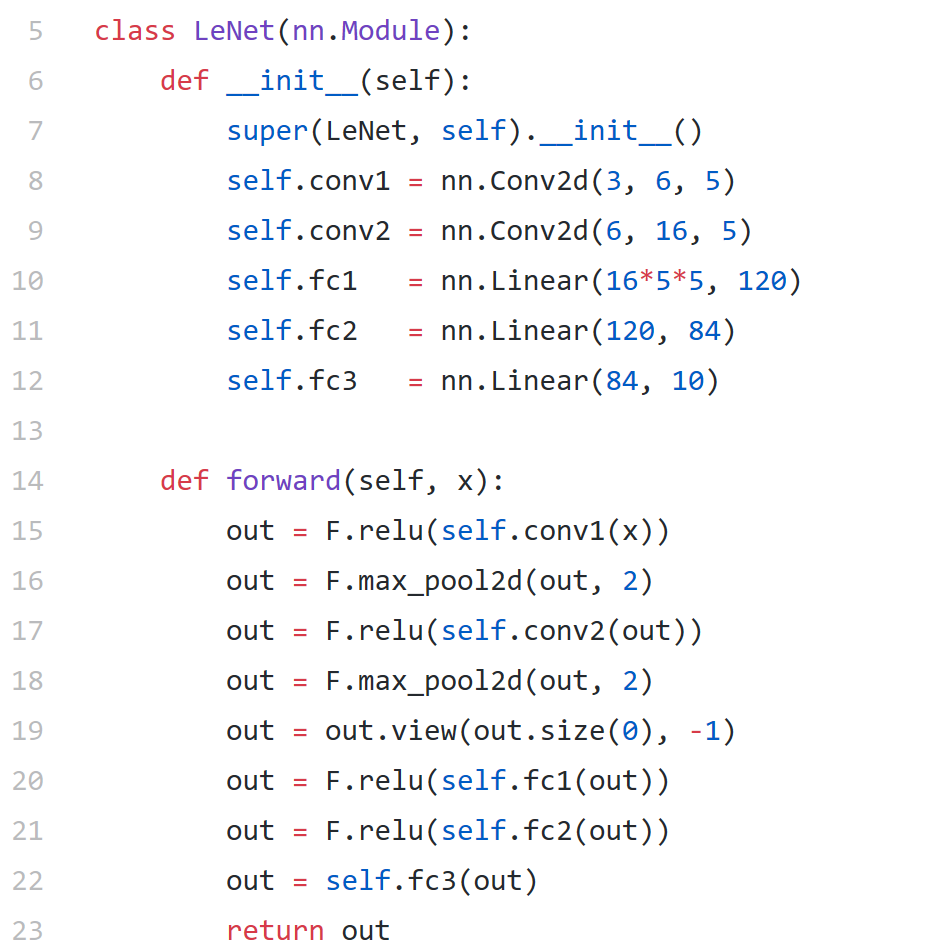 5 class LeNet(nn.Module):
6     def __init__(self):
7         super(LeNet, self).__init__()
8         self.conv1 = nn.Conv2d(3, 6, 5)
9         self.conv2 = nn.Conv2d(6, 16, 5)
10         self.fc1   = nn.Linear(16*5*5, 120)
11         self.fc2   = nn.Linear(120, 84)
12         self.fc3   = nn.Linear(84, 10)
13
14     def forward(self, x):
15         out = F.relu(self.conv1(x))
16         out = F.max_pool2d(out, 2)
17         out = F.relu(self.conv2(out))
18         out = F.max_pool2d(out, 2)
19         out = out.view(out.size(0), -1)
20         out = F.relu(self.fc1(out))
21         out = F.relu(self.fc2(out))
22         out = self.fc3(out)
23         return out